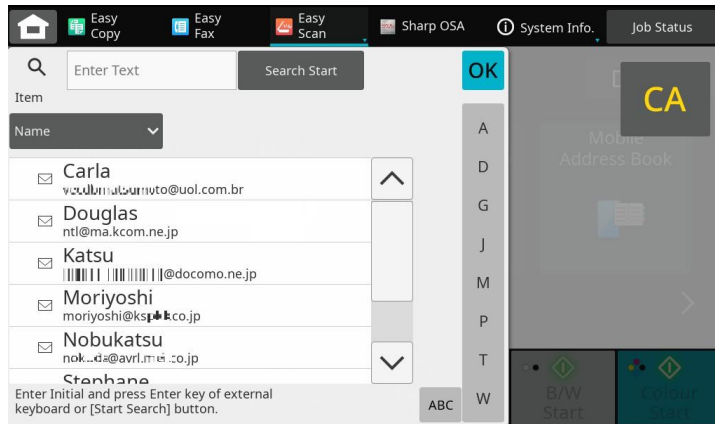 Easy Copy
Easy Fax
Easy Scan
Sharp OSA
System Info.
Job Status
Enter Text
Search Start
OK
CA
Item
Name
Mobile
Address Book
A
D
G
J
M
P
T
W
Carla
@uol.com.br
Douglas
ntl@ma.kcom.ne.jp
Katsu
@docomo.ne.jp
Moriyoshi
Nobukatsu
Stephane
Enter Initial and press Enter key of external
keyboard or [Start Search] button.
ABC
B/W
Start
Colour
Start